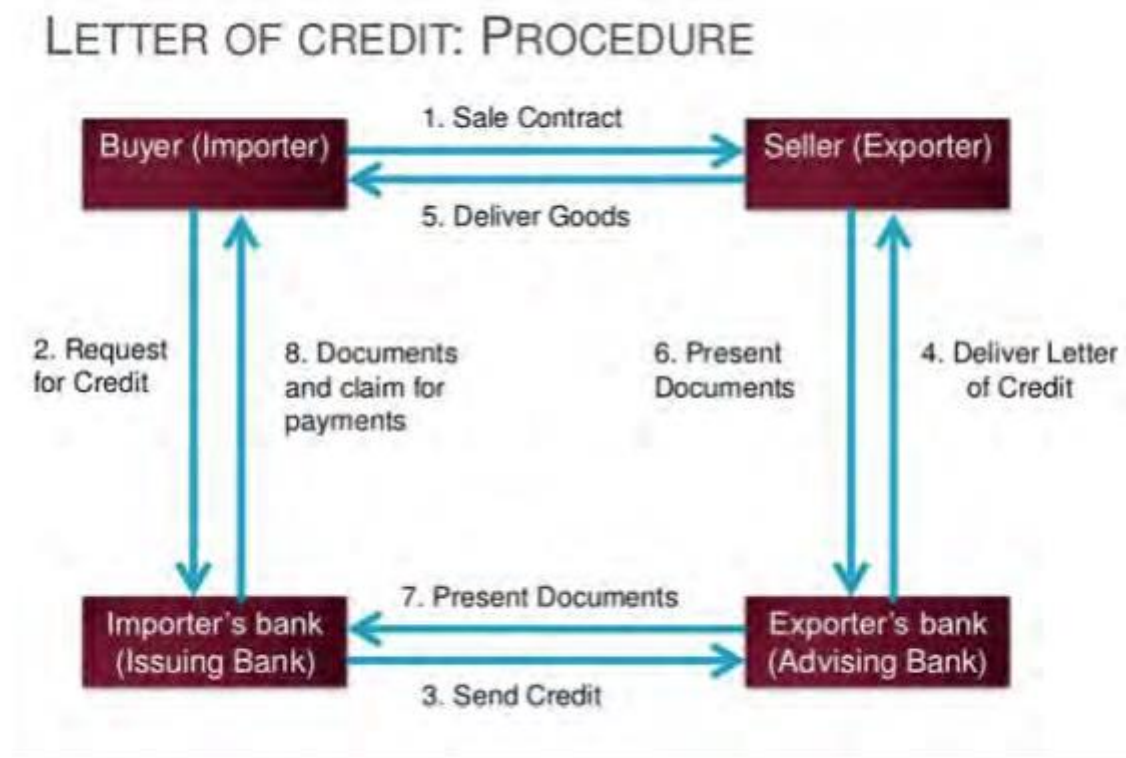 LETTER OF CREDIT: PROCEDURE
1. Sale Contract
Buyer (Importer)
Seller (Exporter)
5. Deliver Goods
2. Request
for Credit
8. Documents
and claim for
payments
6. Present
Documents
4. Deliver Letter
of Credit
7. Present Documents
Importer's bank
(Issuing Bank)
Exporter's bank
(Advising Bank)
3. Send Credit